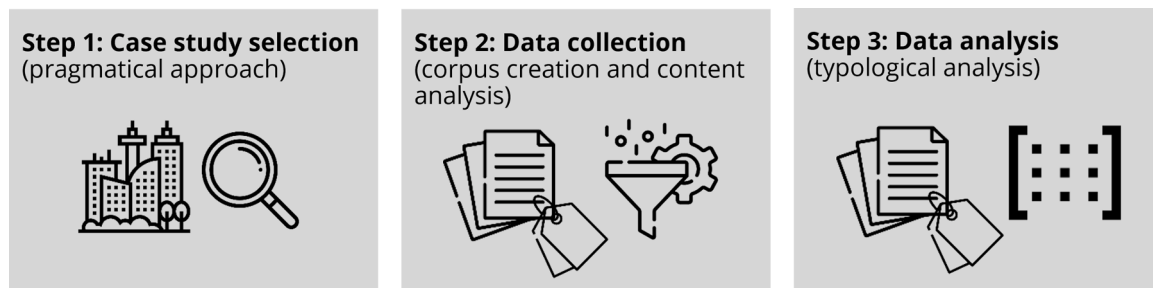 Step 1: Case study selection
(pragmatical approach)
Step 2: Data collection
(corpus creation and content
analysis)
Step 3: Data analysis
(typological analysis)